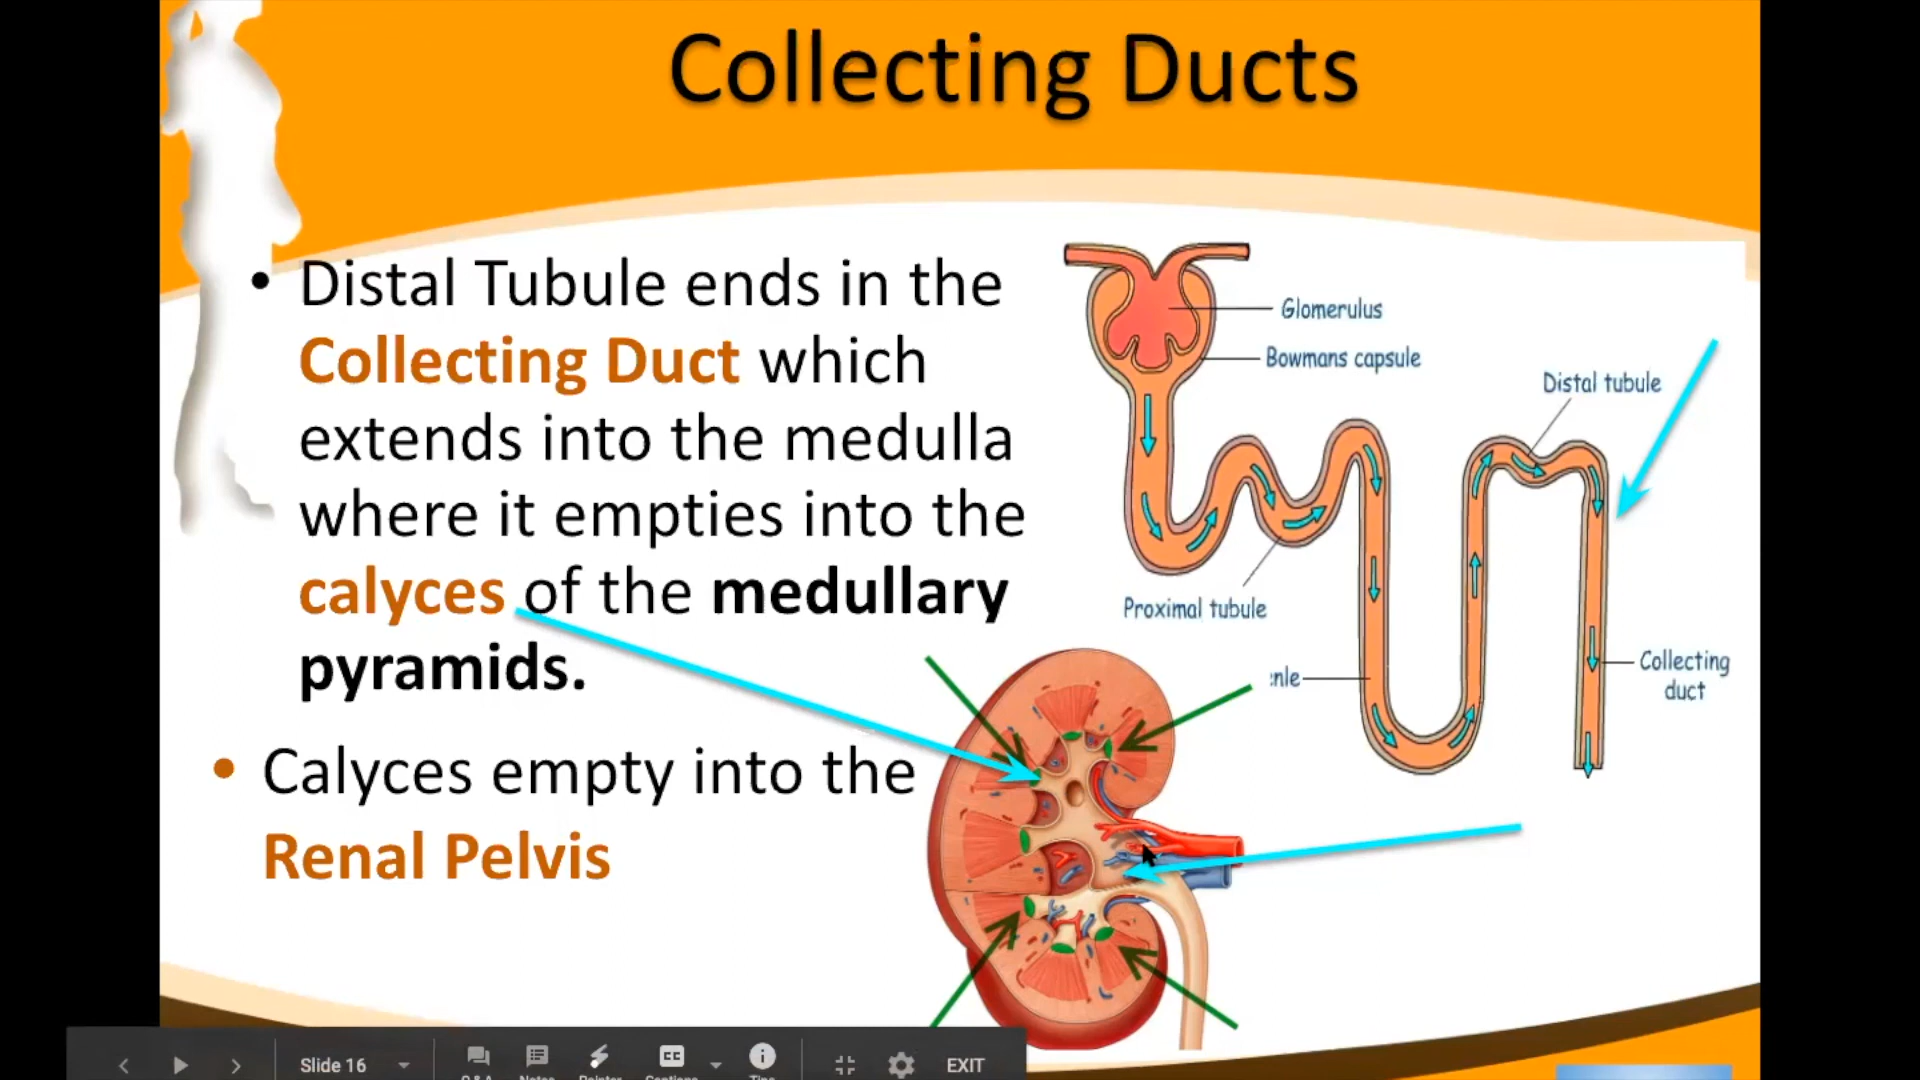 Collecting Ducts
• Distal Tubule ends in the
Collecting Duct which
extends into the medulla
where it empties into the
calyces of the medullary
pyramids.
• Calyces empty into the
Renal Pelvis
Glomerulus
Bowmans capsule
Distal tubule
Proximal tubule
nle
Collecting
duct
Slide 16
CC
EXIT